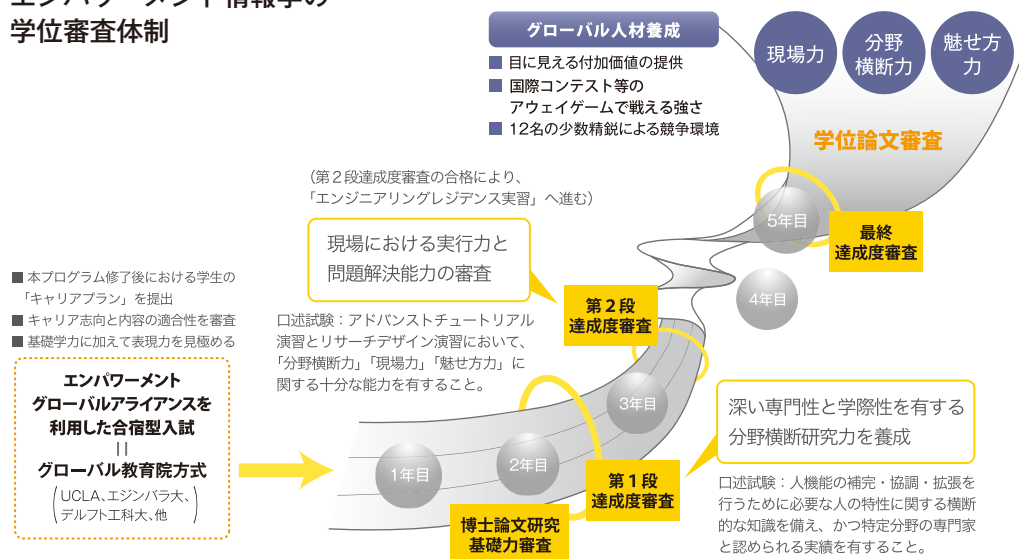 エンパワーメント情報学の
学位審査体制
グローバル人材養成
■ 目に見える付加価値の提供
■ 国際コンテスト等の
アウェイゲームで戦える強さ
■ 12名の少数精鋭による競争環境
現場力
分野
横断力
魅せ方
力
学位論文審査
(第２段達成度審査の合格により、
「エンジニアリングレジデンス実習」へ進む)
現場における実行力と
問題解決能力の審査
5年目
最終
達成度審査
4年目
第２段
達成度審査
口述試験：アドバンストチュートリアル
演習とリサーチデザイン演習において、
「分野横断力」「現場力」「魅せ方力」に
関する十分な能力を有すること。
■ 本プログラム修了後における学生の
「キャリアプラン」を提出
■ キャリア志向と内容の適合性を審査
■ 基礎学力に加えて表現力を見極める
エンパワーメント
グローバルアライアンスを
利用した合宿型入試
||
グローバル教育院方式
(UCLA、エジンバラ大、
デルフト工科大、他)
1年目
2年目
3年目
第１段
達成度審査
博士論文研究
基礎力審査
深い専門性と学際性を有する
分野横断研究力を養成
口述試験：人機能の補完・協調・拡張を
行うために必要な人の特性に関する横断
的な知識を備え、かつ特定分野の専門家
と認められる実績を有すること。